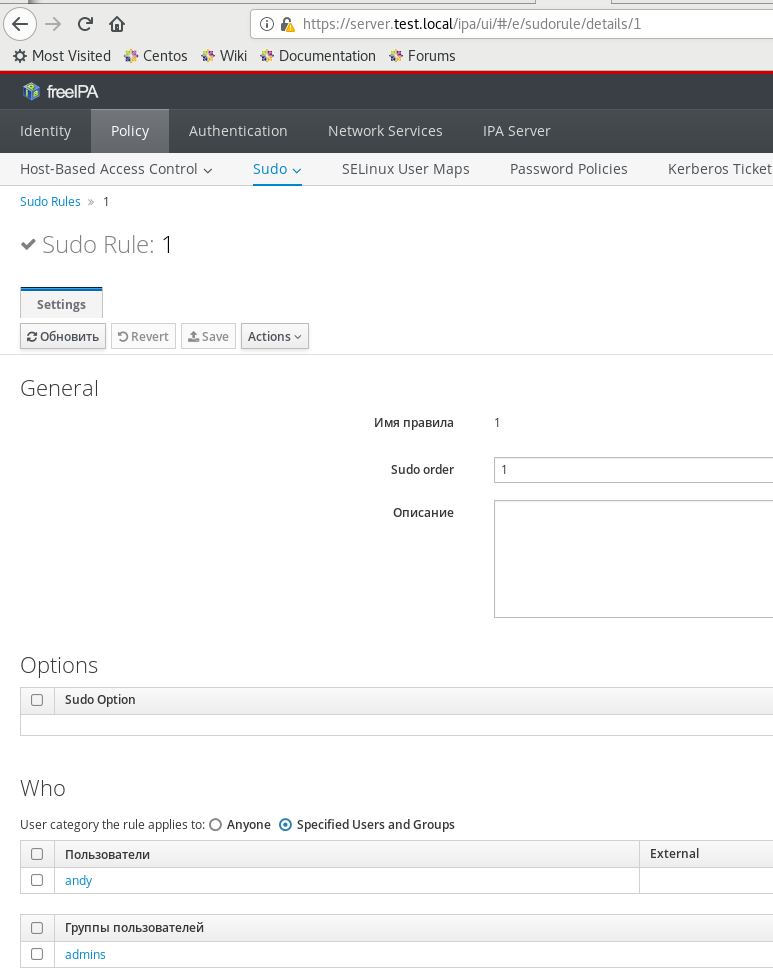 https://server.test.local/ipa/ui/#/e/sudorule/details/1
Most Visited Centos Wiki Documentation Forums
freeIPA
Identity Policy Authentication Network Services IPA Server
Host-Based Access Control Sudo SELinux User Maps Password Policies Kerberos Ticket
Sudo Rules » 1
Sudo Rule: 1
Settings
Обновить Revert Save Actions
General
Имя правила 1
Sudo order 1
Описание
Options
Sudo Option
Who
User category the rule applies to: Anyone Specified Users and Groups
Пользователи External
andy
Группы пользователей
admins